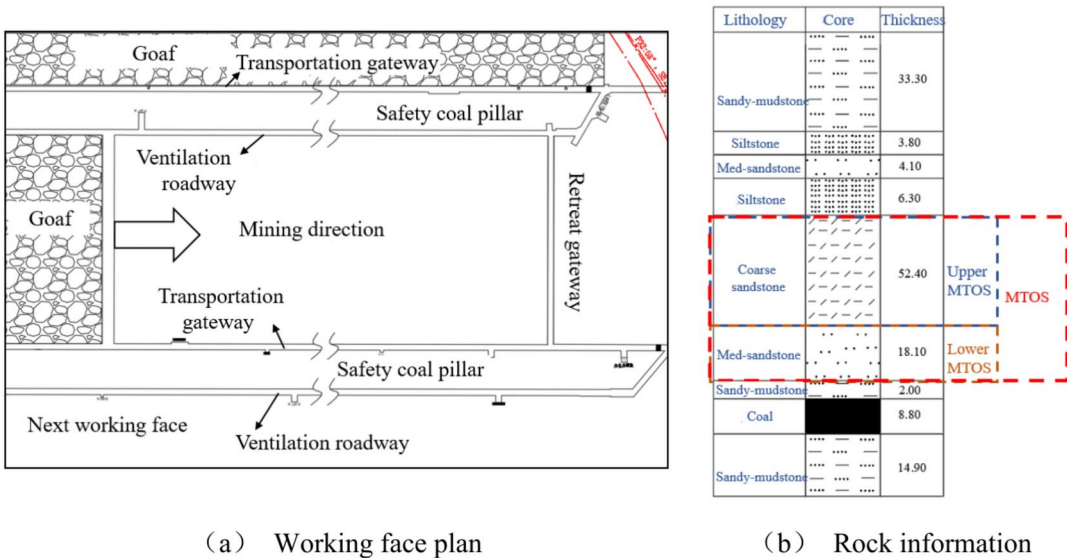 Goaf
Transportation gateway
Safety coal pillar
Ventilation
roadway
Goaf
Mining direction
Retreat gateway
Transportation
gateway
Safety coal pillar
Next working face
Ventilation roadway
(a) Working face plan
Lithology Core Thickness
Sandy-mudstone 33.30
Siltstone 3.80
Med-sandstone 4.10
Siltstone 6.30
Coarse
sandstone
52.40
Upper
MTOS
MTOS
Med-sandstone 18.10
Lower
MTOS
Sandy-mudstone 2.00
Coal 8.80
Sandy-mudstone 14.90
(b) Rock information